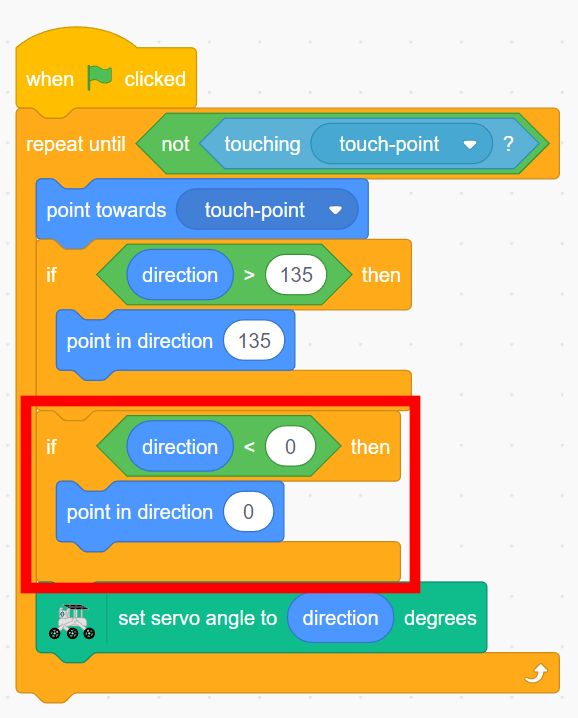 when clicked
repeat until not touching touch-point ?
point towards touch-point
if direction > 135 then
point in direction 135
if direction < 0 then
point in direction 0
set servo angle to direction degrees